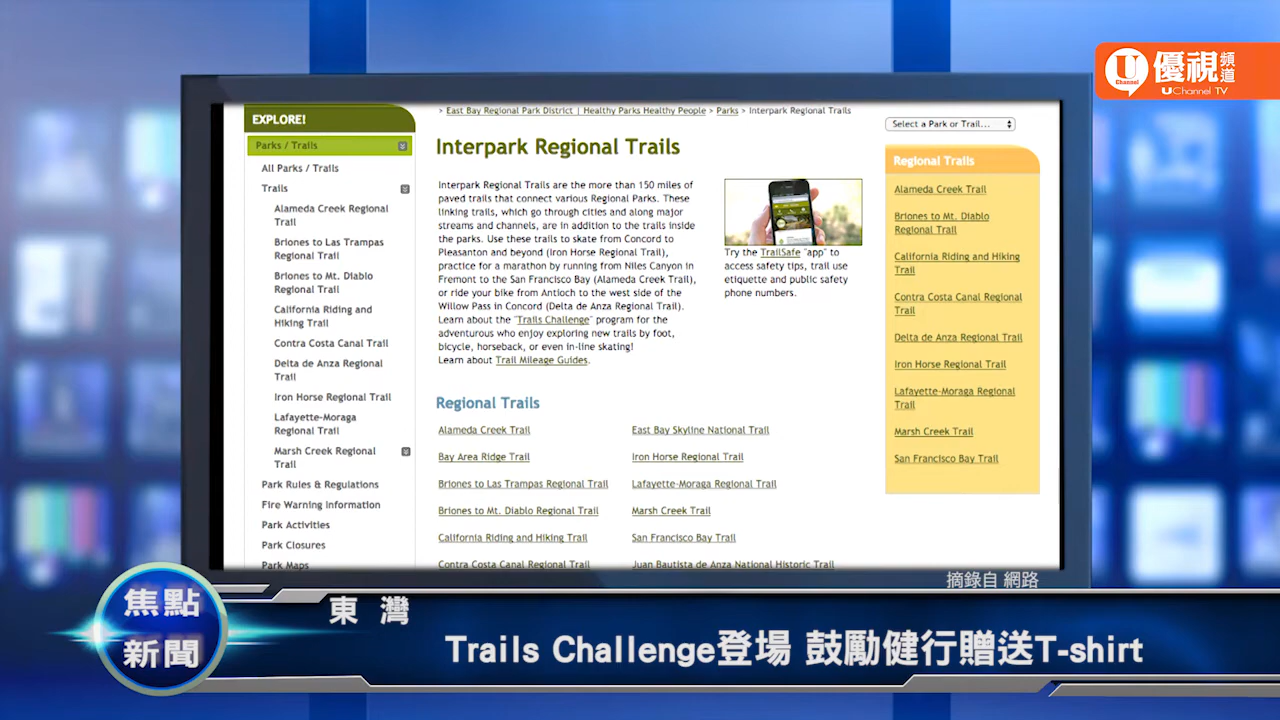 U Channel 優視頻道
UChannel TV
> East Bay Regional Park District | Healthy Parks Healthy People > Parks > Interpark Regional Trails
EXPLORE!
Parks / Trails
All Parks / Trails
Trails
Alameda Creek Regional
Trail
Briones to Las Trampas
Regional Trail
Briones to Mt. Diablo
Regional Trail
California Riding and
Hiking Trail
Contra Costa Canal Trail
Delta de Anza Regional
Trail
Iron Horse Regional Trail
Lafayette-Moraga
Regional Trail
Marsh Creek Regional
Trail
Park Rules & Regulations
Fire Warning Information
Park Activities
Park Closures
Park Maps
Interpark Regional Trails
Interpark Regional Trails are the more than 150 miles of
paved trails that connect various Regional Parks. These
linking trails, which go through cities and along major
streams and channels, are in addition to the trails inside
the parks. Use these trails to skate from Concord to
Pleasanton and beyond (Iron Horse Regional Trail),
practice for a marathon by running from Niles Canyon in
Fremont to the San Francisco Bay (Alameda Creek Trail),
or ride your bike from Antioch to the west side of the
Willow Pass in Concord (Delta de Anza Regional Trail).
Learn about the "Trails Challenge" program for the
adventurous who enjoy exploring new trails by foot,
bicycle, horseback, or even in-line skating!
Learn about Trail Mileage Guides.
Try the TrailSafe "app" to
access safety tips, trail use
etiquette and public safety
phone numbers.
Regional Trails
Alameda Creek Trail
Bay Area Ridge Trail
Briones to Las Trampas Regional Trail
Briones to Mt. Diablo Regional Trail
California Riding and Hiking Trail
Contra Costa Canal Regional Trail
East Bay Skyline National Trail
Iron Horse Regional Trail
Lafayette-Moraga Regional Trail
Marsh Creek Trail
San Francisco Bay Trail
Juan Bautista de Anza National Historic Trail
Select a Park or Trail...
Regional Trails
Alameda Creek Trail
Briones to Mt. Diablo
Regional Trail
California Riding and Hiking
Trail
Contra Costa Canal Regional
Trail
Delta de Anza Regional Trail
Iron Horse Regional Trail
Lafayette-Moraga Regional
Trail
Marsh Creek Trail
San Francisco Bay Trail
摘錄自 網路
焦點
新聞
東 灣
Trails Challenge登場 鼓勵健行贈送T-shirt